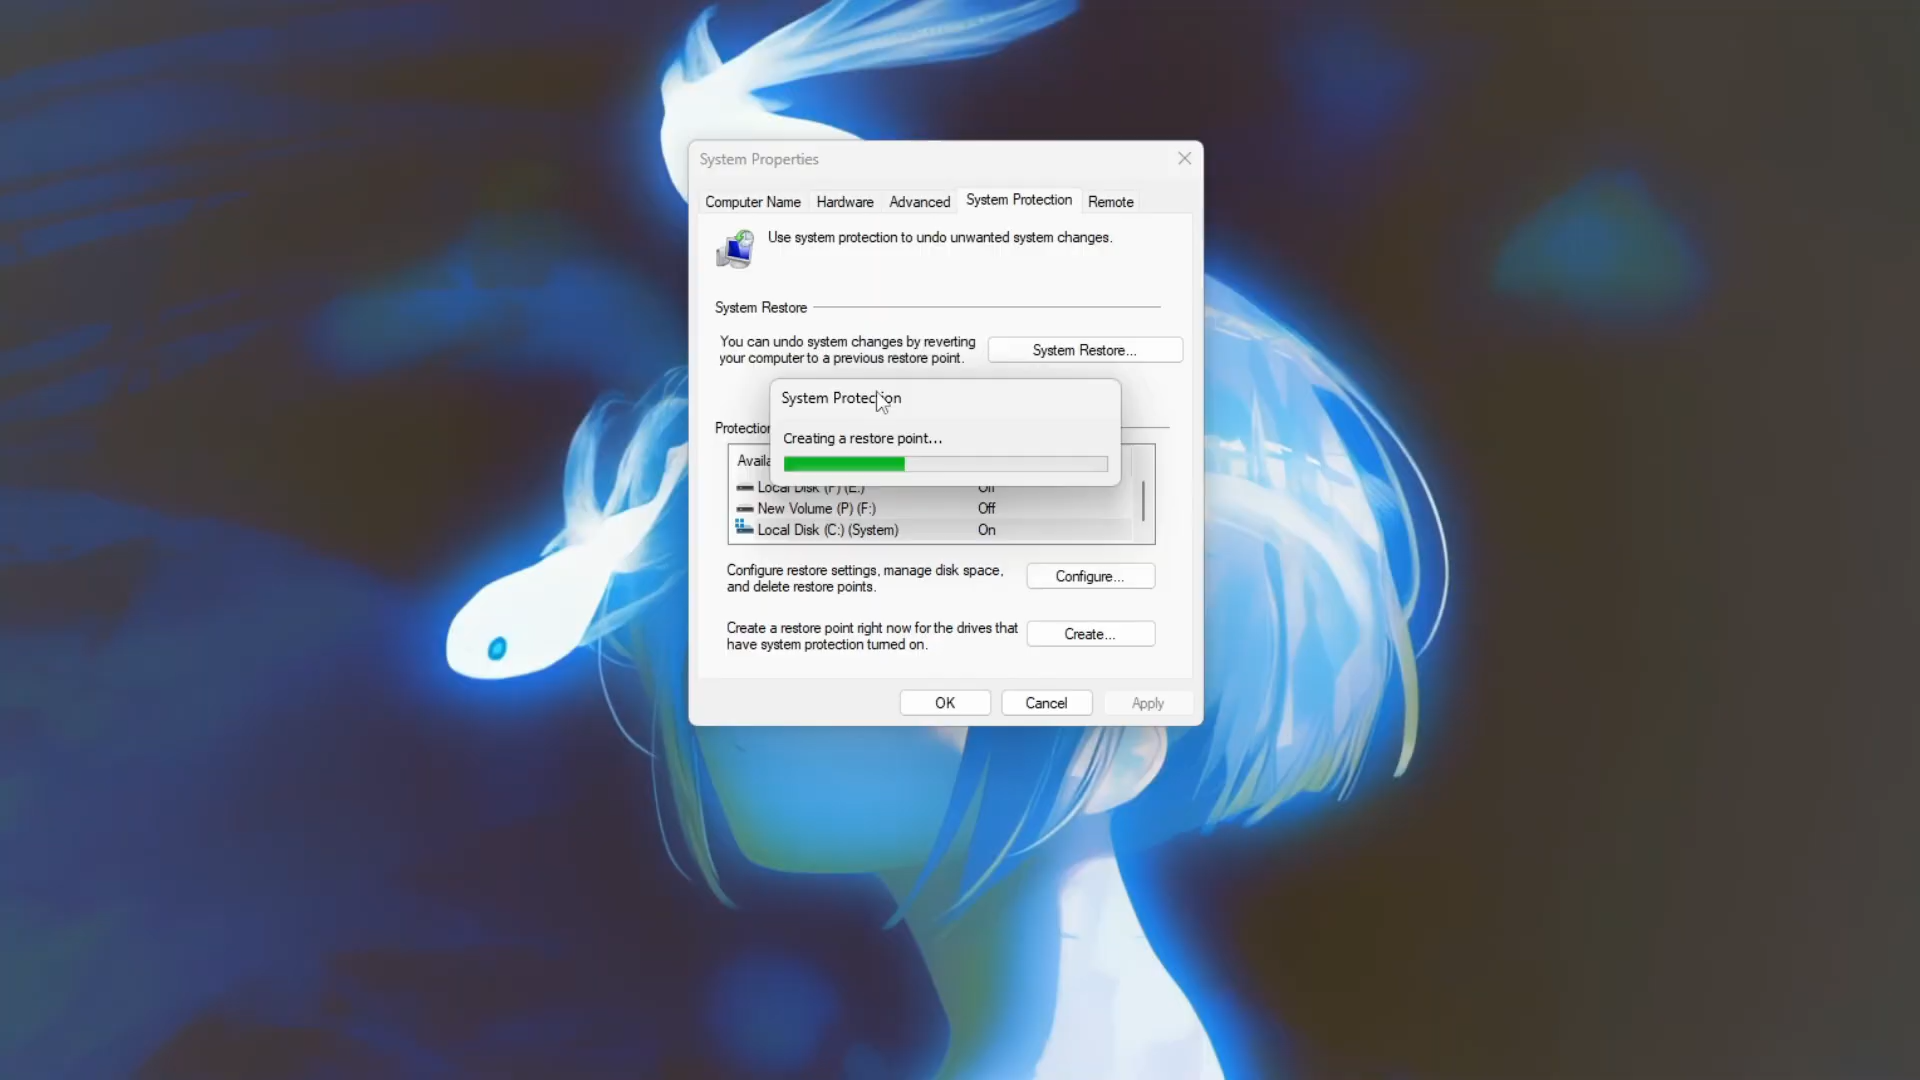 System Properties
Computer Name Hardware Advanced System Protection Remote
Use system protection to undo unwanted system changes.
System Restore
You can undo system changes by reverting
your computer to a previous restore point.
System Restore...
System Protection
Creating a restore point...
Protection
Availa
Local Disk (F) (E:)
New Volume (P) (F:) Off
Local Disk (C:) (System) On
Configure restore settings, manage disk space,
and delete restore points.
Configure...
Create a restore point right now for the drives that
have system protection turned on.
Create...
OK Cancel Apply